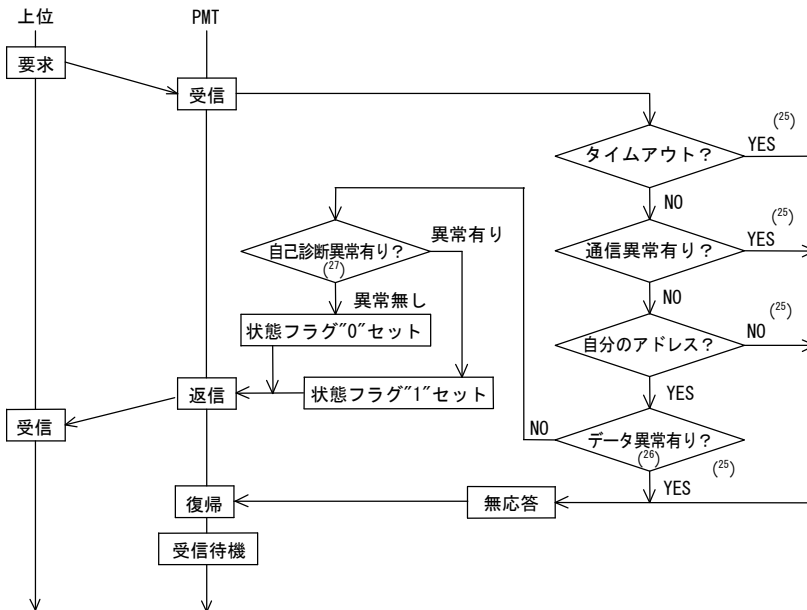 上位
PMT
要求
受信
(25)
タイムアウト?
YES
NO
(25)
異常有り
自己診断異常有り?
(27)
通信異常有り?
YES
異常無し
NO
(25)
状態フラグ"0"セット
自分のアドレス?
NO
YES
返信
状態フラグ"1"セット
受信
NO
データ異常有り?
(26)
(25)
YES
復帰
無応答
受信待機